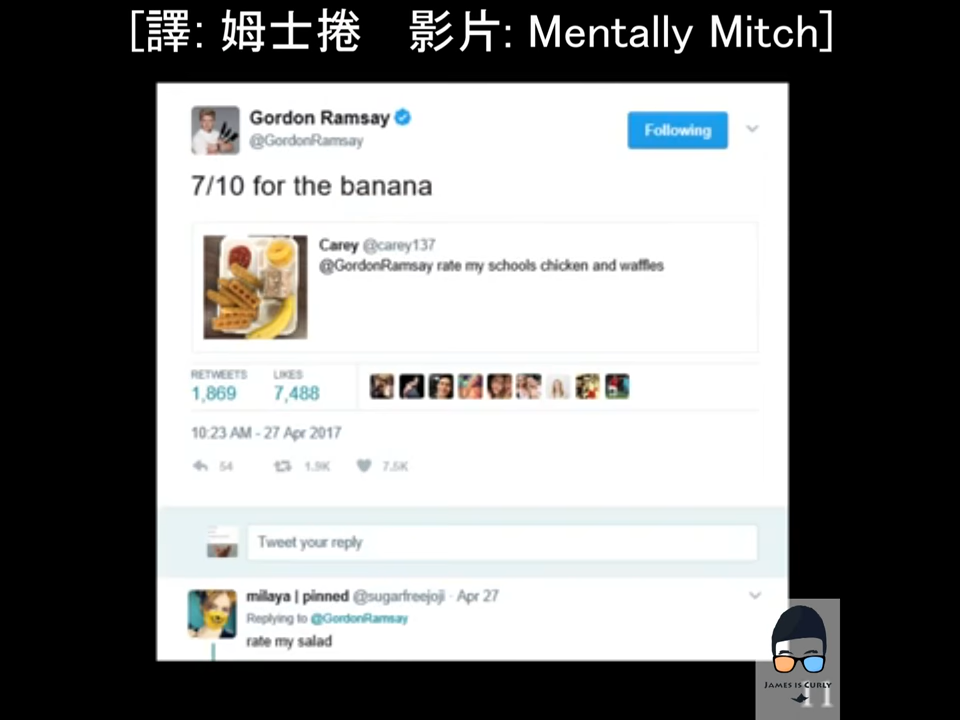 [譯: 姆士捲 影片: Mentally Mitch]
Gordon Ramsay
@GordonRamsay
Following
7/10 for the banana
Carey @carey137
@GordonRamsay rate my schools chicken and waffles
RETWEETS LIKES
1,869 7,488
10:23 AM - 27 Apr 2017
54 1.9K 7.5K
Tweet your reply
milaya | pinned @sugarfreejoji · Apr 27
Replying to @GordonRamsay
rate my salad
JAMES IS CURLY
11